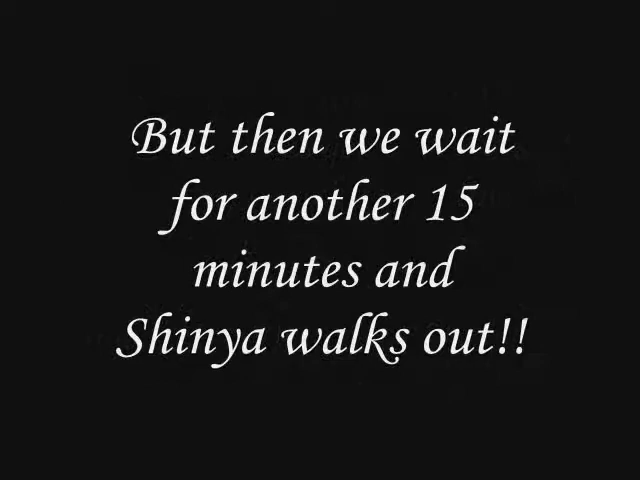 But then we wait
for another 15
minutes and
Shinya walks out!!